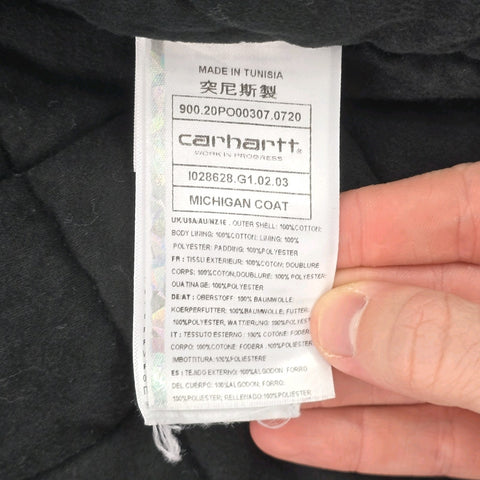 MADE IN TUNISIA
突尼斯製
900.20PO00307.0720
carhartt®
WORK IN PROGRESS
I028628.G1.02.03
MICHIGAN COAT
UK/USA/AU/NZ/IE : OUTER SHELL: 100%COTTON;
BODY LINING: 100%COTTON; LINING: 100%
POLYESTER; PADDING: 100%POLYESTER
FR : TISSU EXTERIEUR: 100%COTON; DOUBLURE
CORPS: 100%COTON;DOUBLURE: 100% POLYESTER;
OUATINAGE: 100%POLYESTER
DE/AT : OBERSTOFF: 100% BAUMWOLLE
KOERPERFUTTER: 100%BAUMWOLLE; FUTTER:
100%POLYESTER; WATTIERUNG: 100%POLYESTER
IT : TESSUTO ESTERNO: 100% COTONE; FODERA
CORPO: 100%COTONE; FODERA: 100%POLIESTERE;
IMBOTTITURA:100%POLIESTERE
ES : TEJIDO EXTERNO: 100%ALGODON; FORRO
DEL CUERPO: 100%ALGODON; FORRO:
100%POLYESTER; RELLENADO:100%POLYESTER